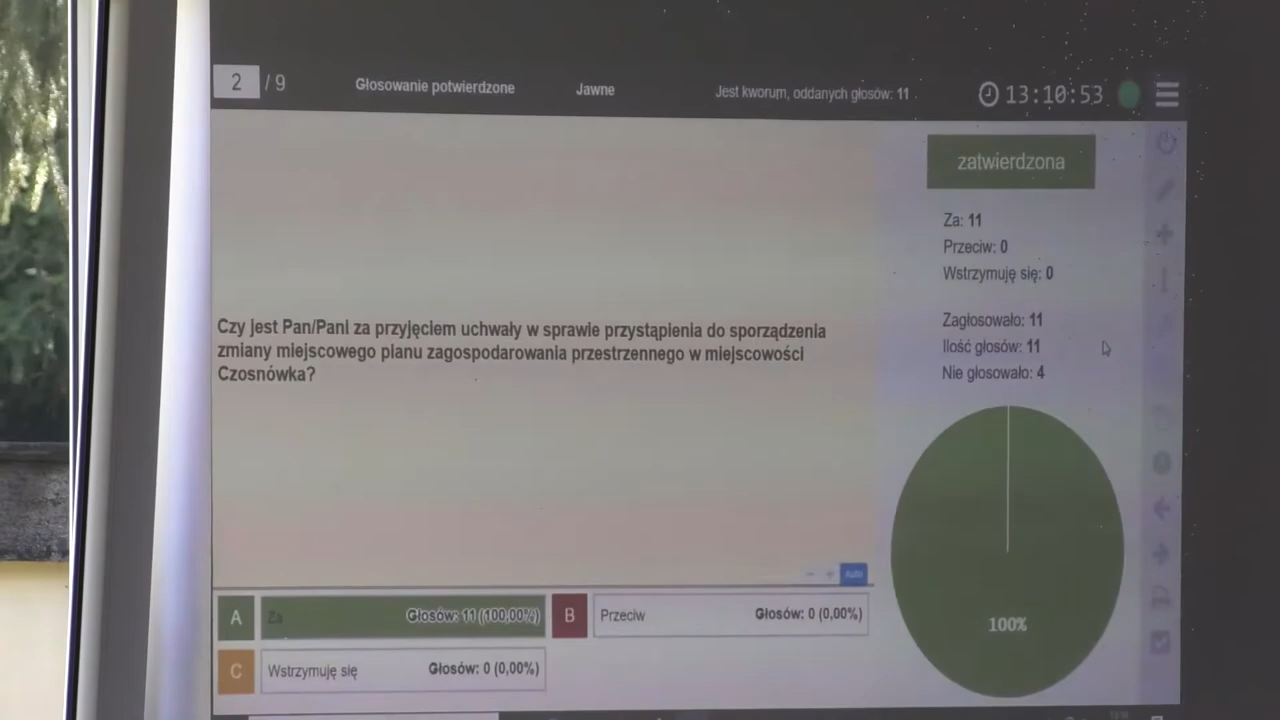 2 / 9 Głosowanie potwierdzone Jawne Jest kworum, oddanych głosów: 11 13:10:53
zatwierdzona
Za: 11
Przeciw: 0
Wstrzymuję się: 0
Zagłosowało: 11
Ilość głosów: 11
Nie głosowało: 4
Czy jest Pan/Pani za przyjęciem uchwały w sprawie przystąpienia do sporządzenia
zmiany miejscowego planu zagospodarowania przestrzennego w miejscowości
Czosnówka?
Auto
A Za Głosów: 11 (100,00%) B Przeciw Głosów: 0 (0,00%)
C Wstrzymuję się Głosów: 0 (0,00%)
100%